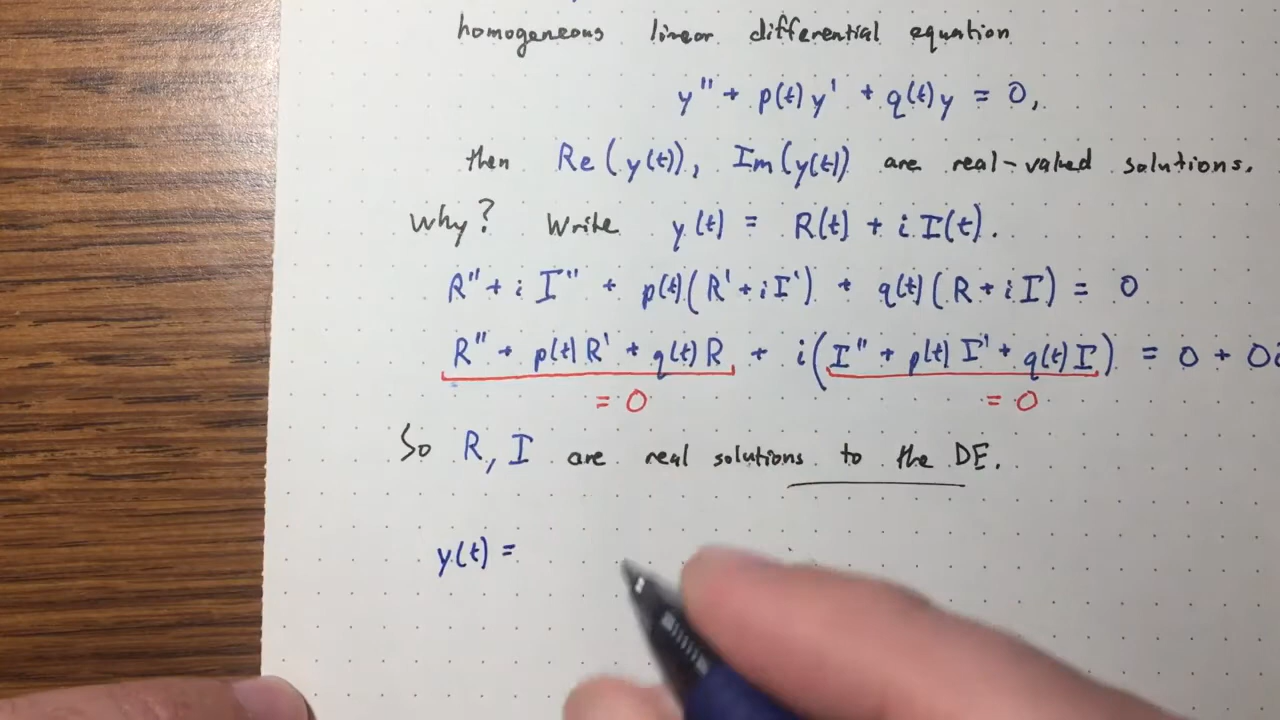 homogeneous linear differential equation
y'' + p(t) y' + q(t) y = 0,
then Re(y(t)), Im(y(t)) are real-valued solutions.
Why? Write y(t) = R(t) + i I(t).
R'' + i I'' + p(t)(R' + i I') + q(t)(R + i I) = 0
R'' + p(t) R' + q(t) R + i(I'' + p(t) I' + q(t) I) = 0 + 0i
= 0 = 0
So R, I are real solutions to the DE.
y(t) =